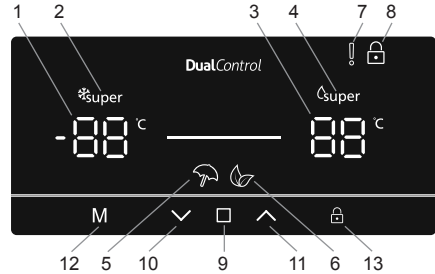 1 2 3 4 7 8
DualControl
super super
-88 °C 88 °C
M
12 5 10 9 11 6 13